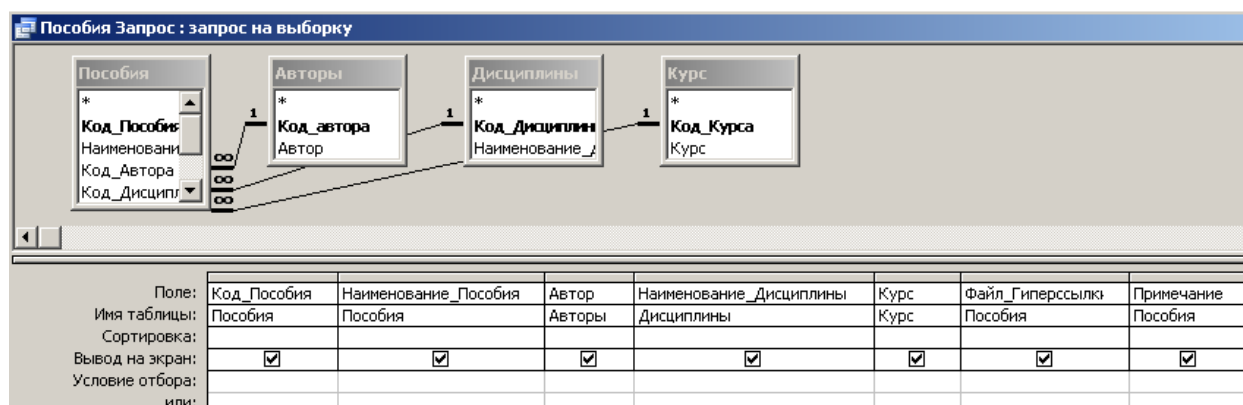 Пособия Запрос : запрос на выборку
Пособия Авторы Дисциплины Курс
* * * *
Код_Пособия Код_автора Код_Дисциплин Код_Курса
Наименовани Автор Наименование_Д Курс
Код_Автора
Код_Дисципл
1 1 1
∞
∞
∞
Поле: Код_Пособия Наименование_Пособия Автор Наименование_Дисциплины Курс Файл_Гиперссылки Примечание
Имя таблицы: Пособия Пособия Авторы Дисциплины Курс Пособия Пособия
Сортировка:
Вывод на экран:
Условие отбора:
или: